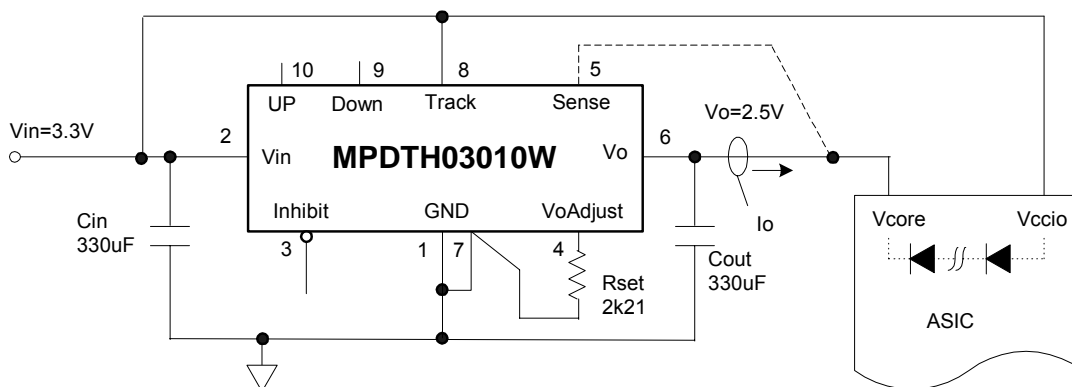 10
9
8
5
UP
Down
Track
Sense
Vin=3.3V
2
Vin
MPDTH03010W
Vo
6
Vo=2.5V
Inhibit
GND
VoAdjust
3
1
7
4
Cin
330uF
Rset
2k21
Cout
330uF
Io
Vcore
Vccio
ASIC